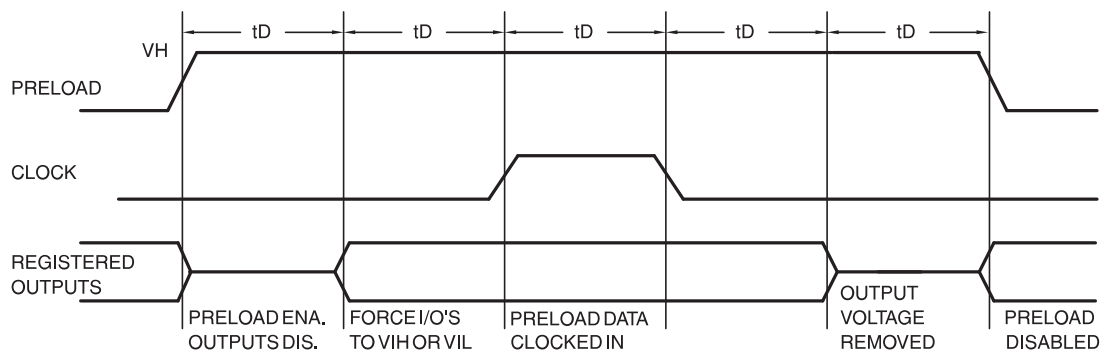 tD tD tD tD tD
VH
PRELOAD
CLOCK
REGISTERED
OUTPUTS
PRELOAD ENA.
OUTPUTS DIS.
FORCE I/O'S
TO VIH OR VIL
PRELOAD DATA
CLOCKED IN
OUTPUT
VOLTAGE
REMOVED
PRELOAD
DISABLED